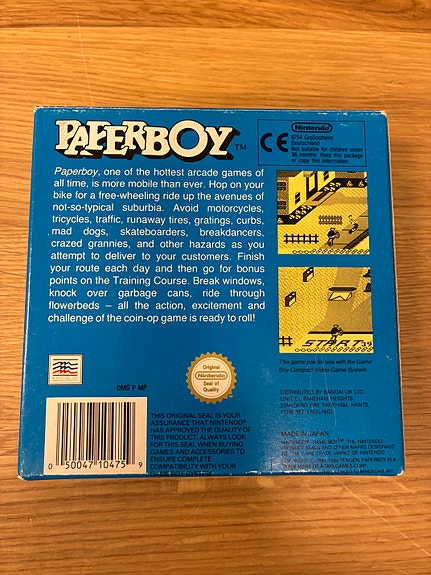 PAPERBOY TM
Nintendo
8754 Großostheim
Deutschland
Not suitable for children under
36 months. Keep this package
or copy this information.
CE
Paperboy, one of the hottest arcade games of
all time, is more mobile than ever. Hop on your
bike for a free-wheeling ride up the avenues of
not-so-typical suburbia. Avoid motorcycles,
tricycles, traffic, runaway tires, gratings, curbs,
mad dogs, skateboarders, breakdancers,
crazed grannies, and other hazards as you
attempt to deliver to your customers. Finish
your route each day and then go for bonus
points on the Training Course. Break windows,
knock over garbage cans, ride through
flowerbeds – all the action, excitement and
challenge of the coin-op game is ready to roll!
START
This game pak for use with the Game
Boy Compact Video Game System.
DMG P MP
Original
Nintendo
Seal of
Quality
DISTRIBUTED BY BANDAI UK LTD
FAREHAM HEIGHTS,
STANDARD WAY, FAREHAM, HANTS.
ENGLAND.
0 50047 10475 9
THIS ORIGINAL SEAL IS YOUR
ASSURANCE THAT NINTENDO®
HAS APPROVED THE QUALITY OF
THIS PRODUCT. ALWAYS LOOK
FOR THIS SEAL WHEN BUYING
GAMES AND ACCESSORIES TO
ENSURE COMPLETE
COMPATIBILITY WITH YOUR
GAME BOY SYSTEM.
MADE IN JAPAN